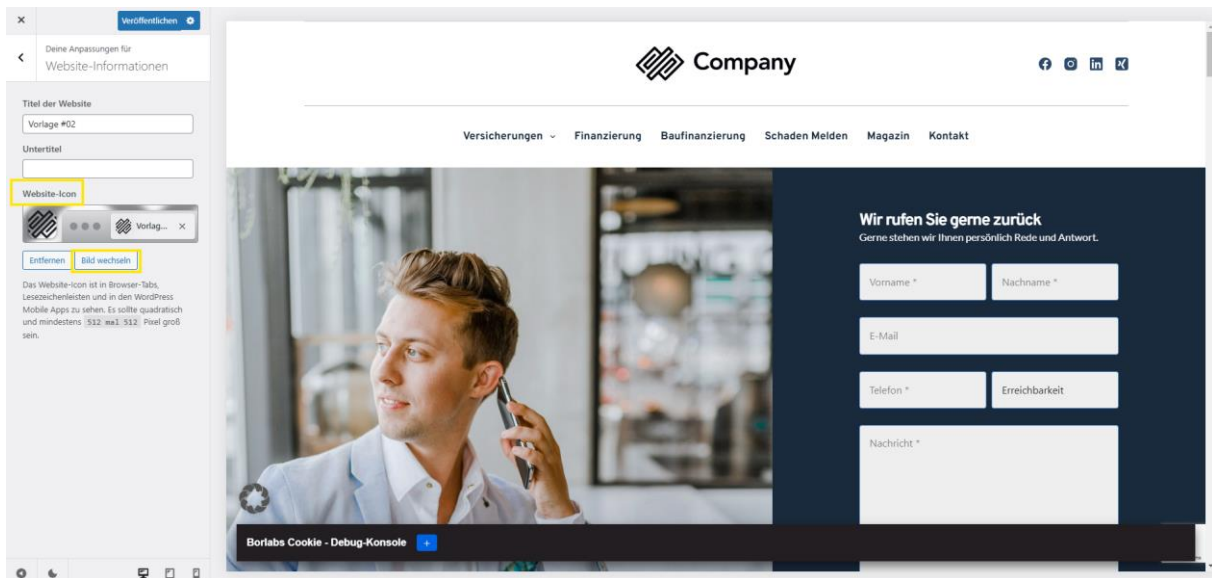 Veröffentlichen
Deine Anpassungen für
Website-Informationen
Titel der Website
Vorlage #02
Untertitel
Website-Icon
Vorlag...
Entfernen
Bild wechseln
Das Website-Icon ist in Browser-Tabs,
Lesezeichenleisten und in den WordPress
Mobile Apps zu sehen. Es sollte quadratisch
und mindestens 512 mal 512 Pixel groß
sein.
Company
Versicherungen Finanzierung Baufinanzierung Schaden Melden Magazin Kontakt
Wir rufen Sie gerne zurück
Gerne stehen wir Ihnen persönlich Rede und Antwort.
Vorname * Nachname *
E-Mail
Telefon * Erreichbarkeit
Nachricht *
Borlabs Cookie - Debug-Konsole +